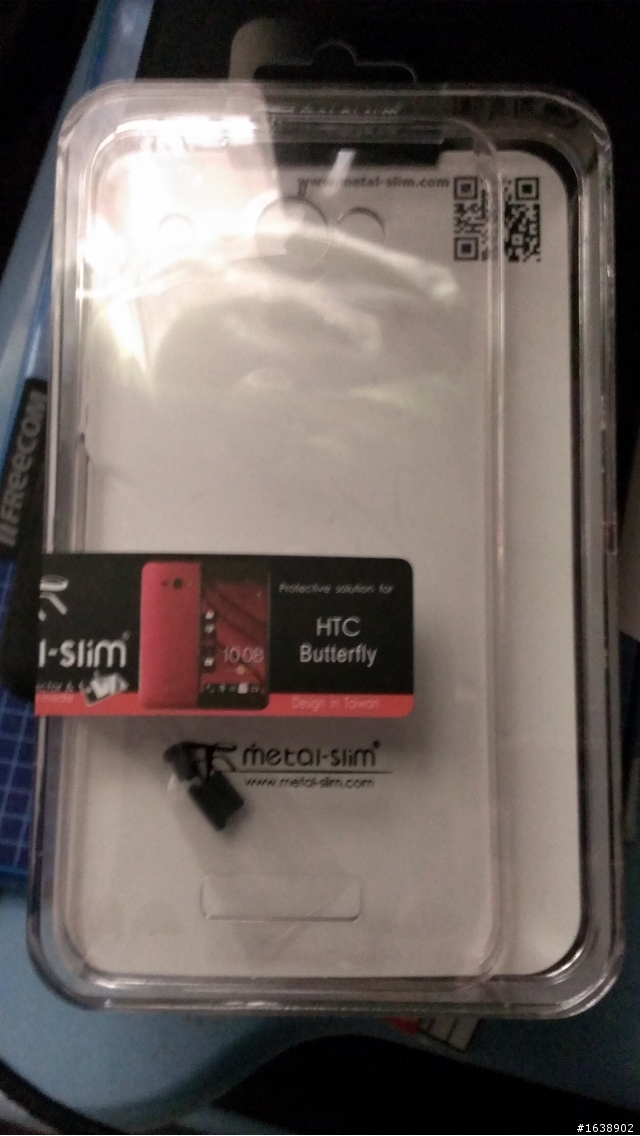 www.metal-slim.com
FREECOM
Protective solution for
HTC
Butterfly
l-slim®
10:08
Design in Taiwan
metal-slim®
www.metal-slim.com
#1638902